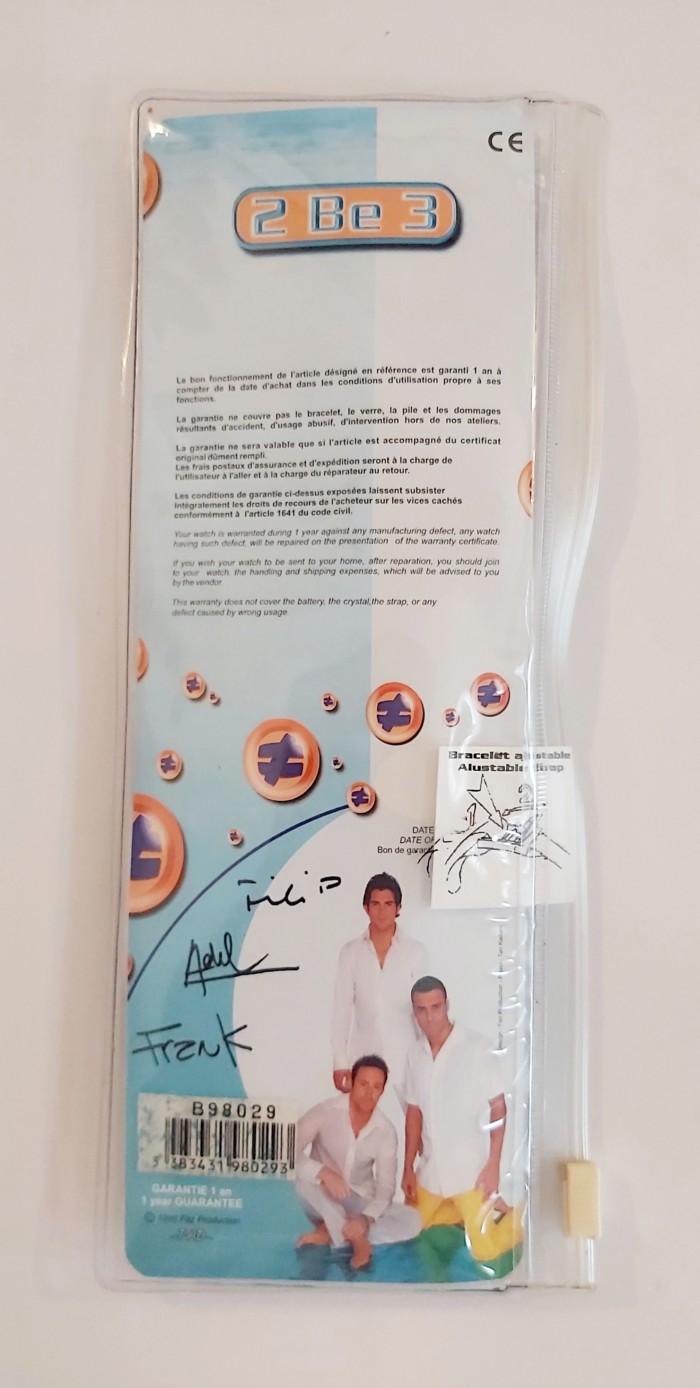 CE
2 Be 3
Le bon fonctionnement de l'article désigné en référence est garanti 1 an à
compter de la date d'achat dans les conditions d'utilisation propre à ses
fonctions.
La garantie ne couvre pas le bracelet, le verre, la pile et les dommages
résultants d'accident, d'usage abusif, d'intervention hors de nos ateliers.
La garantie ne sera valable que si l'article est accompagné du certificat
original dûment rempli.
Les frais postaux d'assurance et d'expédition seront à la charge de
l'utilisateur à l'aller et à la charge du réparateur au retour.
Les conditions de garantie ci-dessus exposées laissent subsister
intégralement les droits de recours de l'acheteur sur les vices cachés
conformément à l'article 1641 du code civil.
Your watch is warranted during 1 year against any manufacturing defect, any watch
having such defect, will be repaired on the presentation of the warranty certificate.
If you wish your watch to be sent to your home, after reparation, you should join
to your watch, the handling and shipping expenses, which will be advised to you
by the vendor
This warranty does not cover the battery, the crystal,the strap, or any
defect caused by wrong usage
Bracelet ajustable
Ajustable Strap
DATE
DATE OF
Bon de garan
Filip
Adel
Frank
B98029
3 383431 980293
GARANTIE 1 an
1 year GUARANTEE
Production